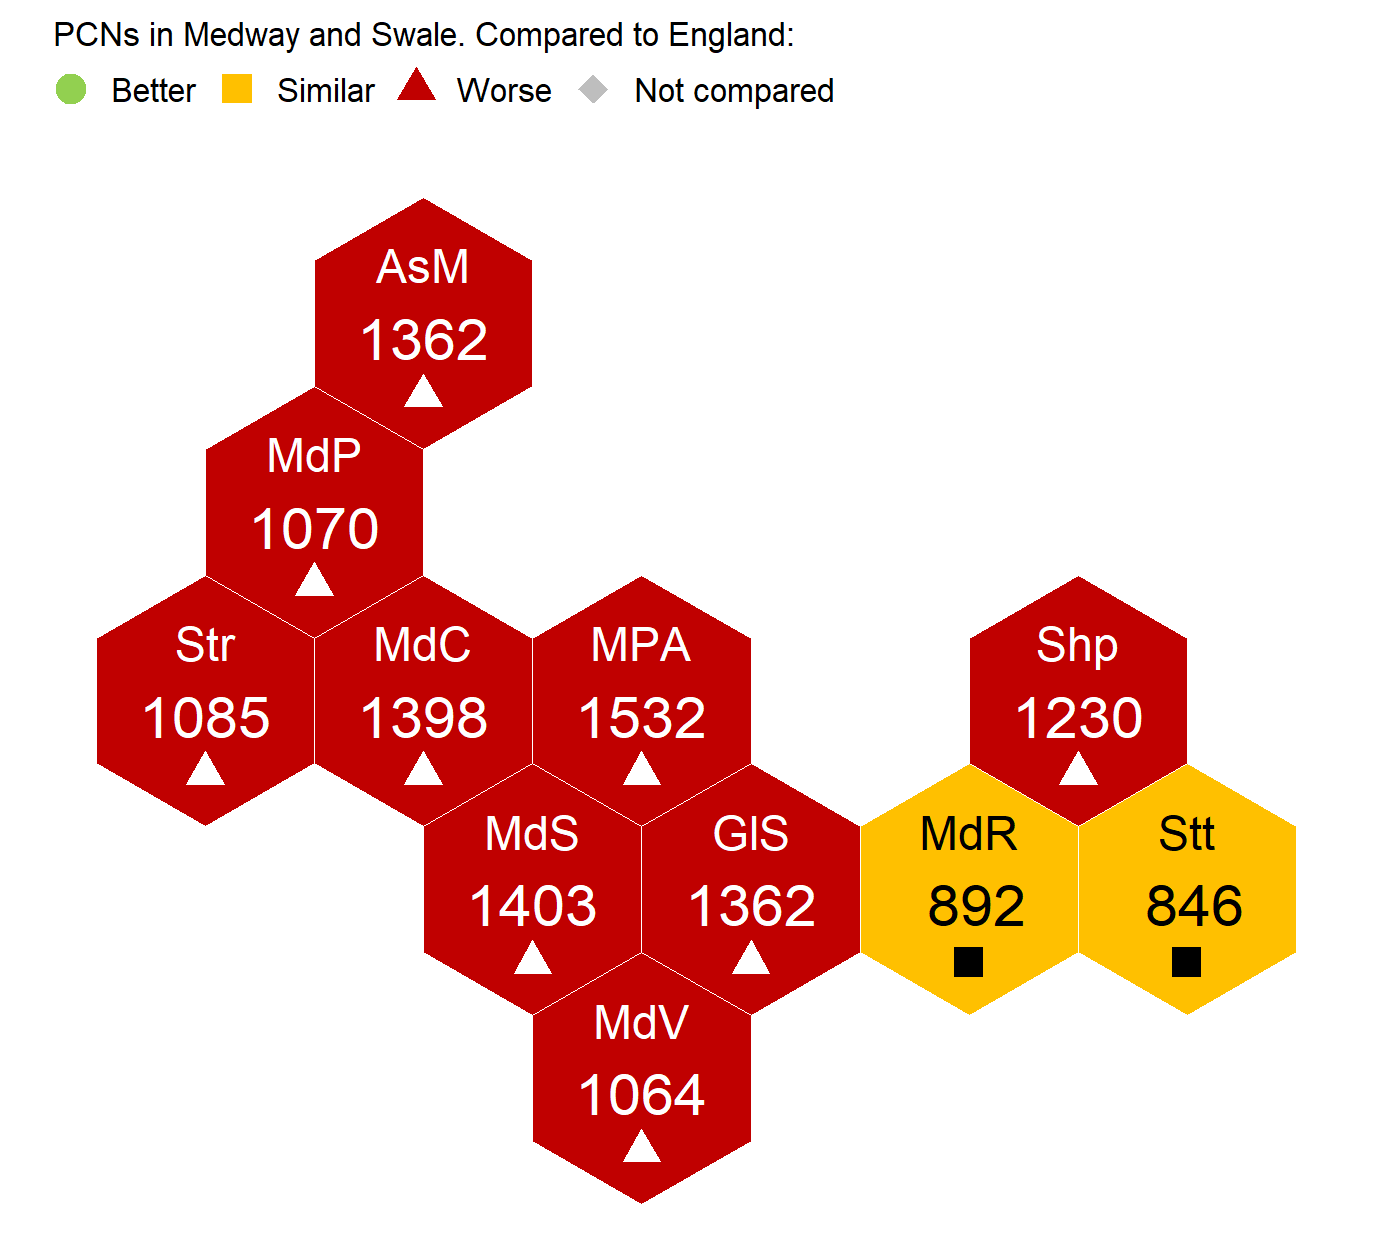 PCNs in Medway and Swale. Compared to England:
Better Similar Worse Not compared
AsM
1362
MdP
1070
Str MdC MPA Shp
1085 1398 1532 1230
MdS GlS MdR Stt
1403 1362 892 846
MdV
1064